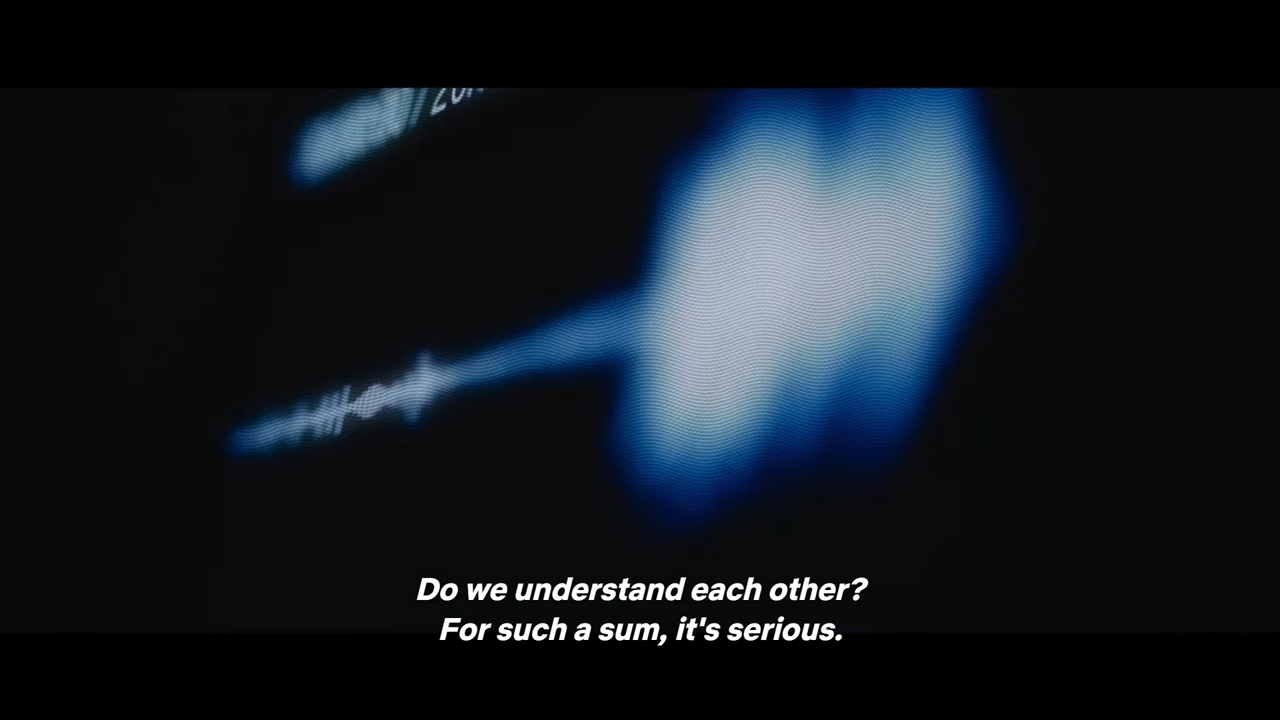 Do we understand each other?
For such a sum, it's serious.